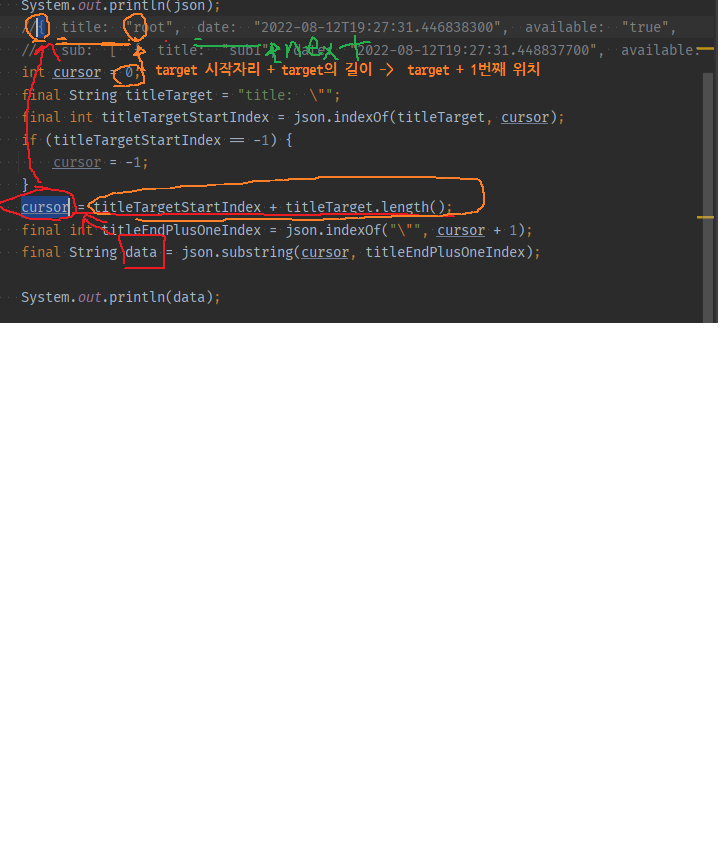 System.out.println(json);
// { title: "root", date: "2022-08-12T19:27:31.446838300", available: "true",
// sub: [ { title: "sub1", date: "2022-08-12T19:27:31.448837700", available:
next
int cursor = 0;
target 시작자리 + target의 길이 -> target + 1번째 위치
final String titleTarget = "title: \"";
final int titleTargetStartIndex = json.indexOf(titleTarget, cursor);
if (titleTargetStartIndex == -1) {
cursor = -1;
}
cursor = titleTargetStartIndex + titleTarget.length();
final int titleEndPlusOneIndex = json.indexOf("\"", cursor + 1);
final String data = json.substring(cursor, titleEndPlusOneIndex);
System.out.println(data);